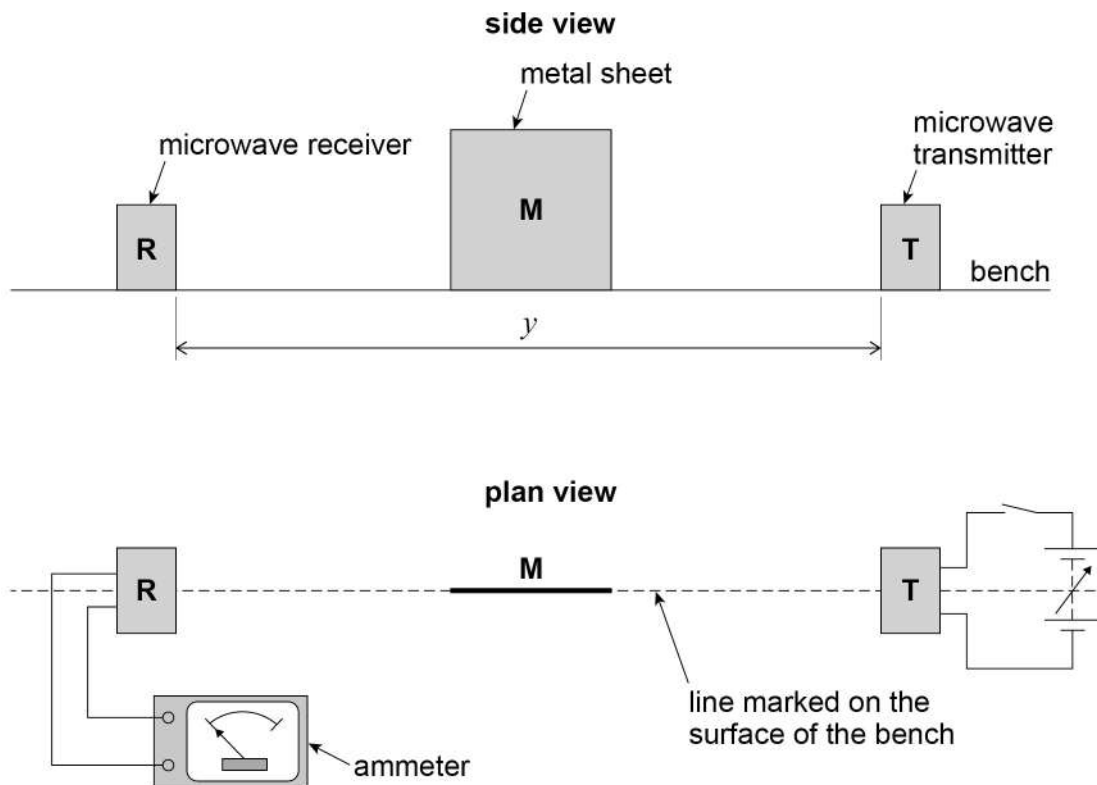 side view
metal sheet
microwave receiver
microwave
transmitter
M
R
T
bench
y
plan view
M
R
T
line marked on the
surface of the bench
ammeter